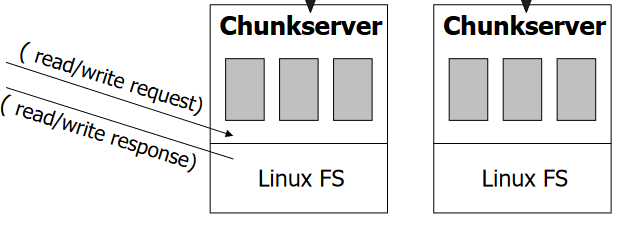 Chunkserver
Chunkserver
( read/write request)
( read/write response)
Linux FS
Linux FS